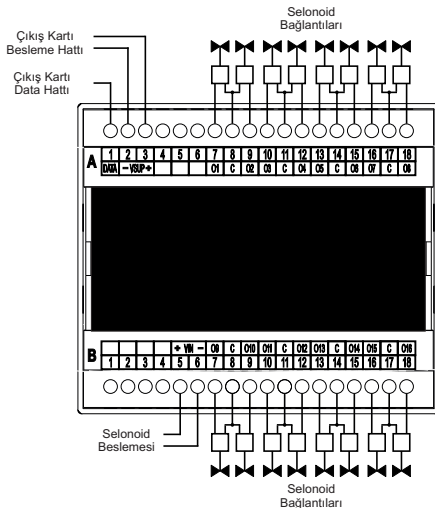 Selonoid
Bağlantıları
Çıkış Kartı
Besleme Hattı
Çıkış Kartı
Data Hattı
1 2 3 4 5 6 7 8 9 10 11 12 13 14 15 16 17 18
A DATA - VSUP + O1 C O2 O3 C O4 O5 C O6 O7 C O8
B + VIN - O9 C O10 O11 C O12 O13 C O14 O15 C O16
1 2 3 4 5 6 7 8 9 10 11 12 13 14 15 16 17 18
Selonoid
Beslemesi
Selonoid
Bağlantıları